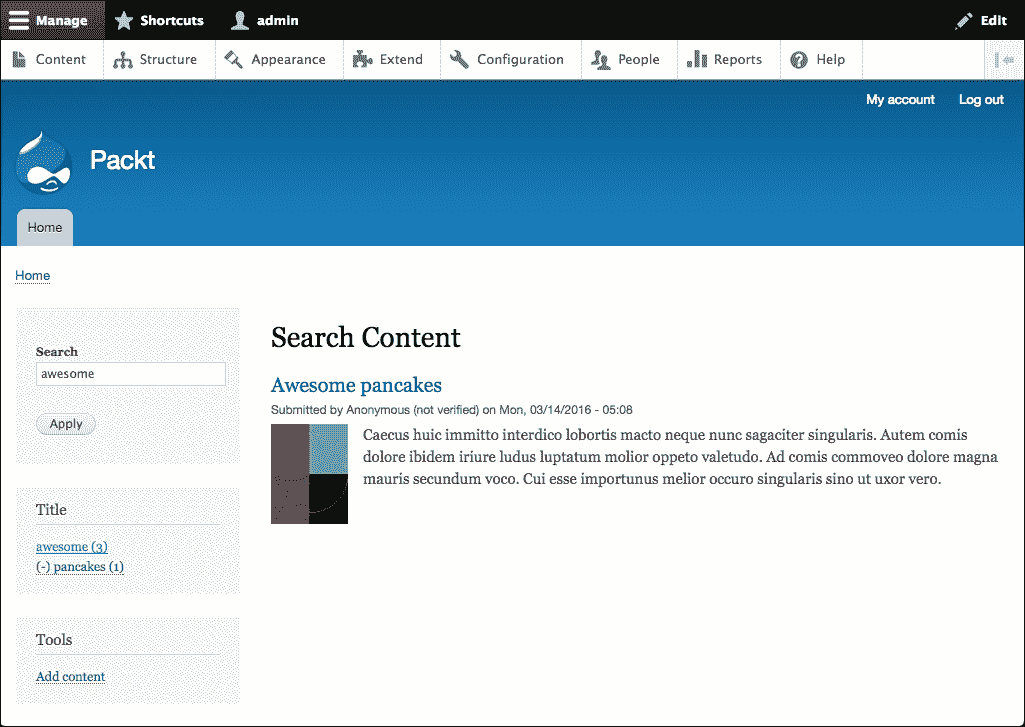 Manage Shortcuts admin Edit
Content Structure Appearance Extend Configuration People Reports Help
My account Log out
Packt
Home
Home
Search
awesome
Apply
Title
awesome (3)
(-) pancakes (1)
Tools
Add content
Search Content
Awesome pancakes
Submitted by Anonymous (not verified) on Mon, 03/14/2016 - 05:08
Caecus huic immitto interdico lobortis macto neque nunc sagaciter singularis. Autem comis
dolore ibidem iriure ludus luptatum molior oppeto valetudo. Ad comis commoveo dolore magna
mauris secundum voco. Cui esse importunus melior occuro singularis sino ut uxor vero.